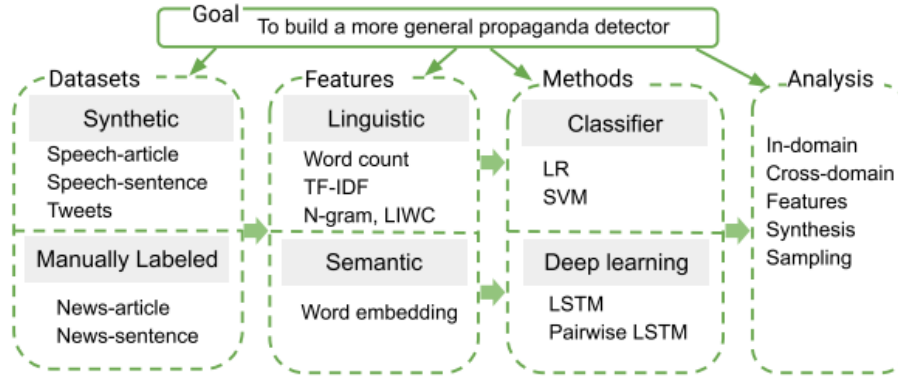 Goal
To build a more general propaganda detector
Datasets
Synthetic
Speech-article
Speech-sentence
Tweets
Manually Labeled
News-article
News-sentence
Features
Linguistic
Word count
TF-IDF
N-gram, LIWC
Semantic
Word embedding
Methods
Classifier
LR
SVM
Deep learning
LSTM
Pairwise LSTM
Analysis
In-domain
Cross-domain
Features
Synthesis
Sampling